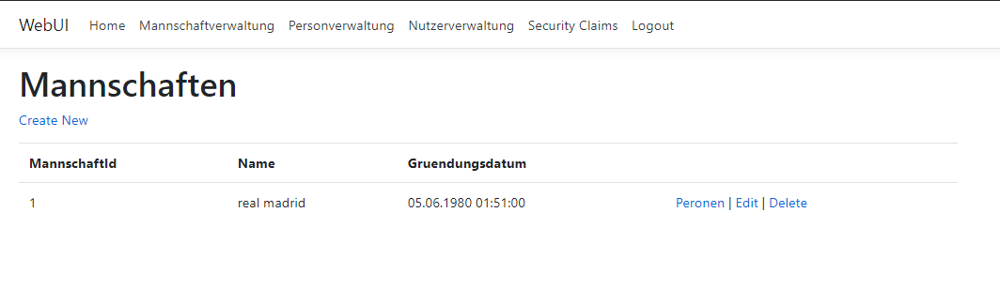 WebUI Home Mannschaftverwaltung Personverwaltung Nutzerverwaltung Security Claims Logout
Mannschaften
Create New
MannschaftId Name Gruendungsdatum
1 real madrid 05.06.1980 01:51:00 Peronen | Edit | Delete